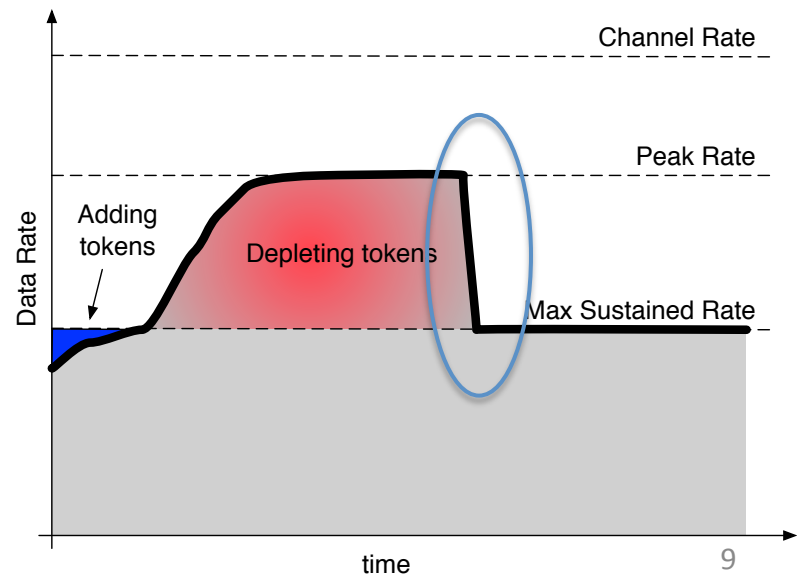 Channel Rate
Peak Rate
Adding
tokens
Depleting tokens
Data Rate
Max Sustained Rate
time
9